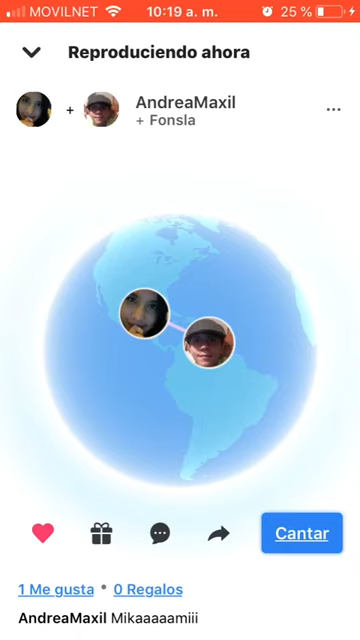 MOVILNET 10:19 a. m. 25 %
Reproduciendo ahora
+ AndreaMaxil
+ Fonsla
Cantar
1 Me gusta • 0 Regalos
AndreaMaxil Mikaaaaamiii